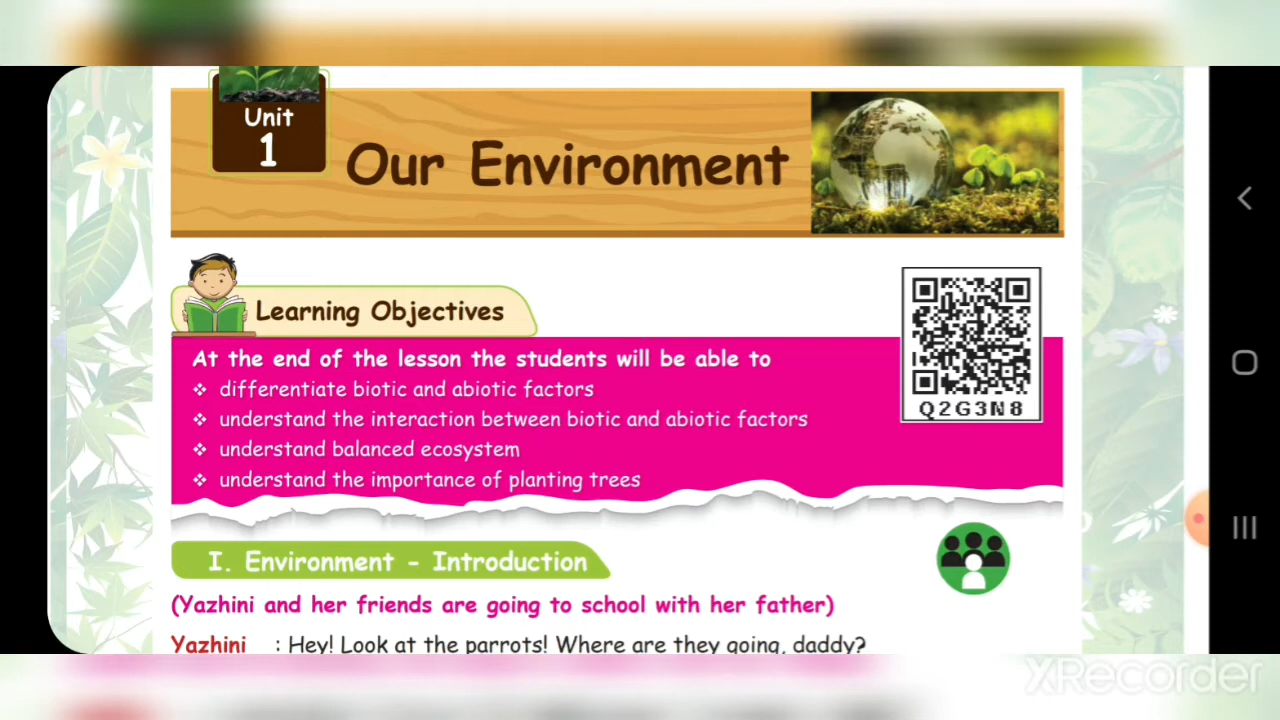 Unit
1
Our Environment
Learning Objectives
At the end of the lesson the students will be able to
❖ differentiate biotic and abiotic factors
❖ understand the interaction between biotic and abiotic factors
❖ understand balanced ecosystem
❖ understand the importance of planting trees
Q2G3N8
I. Environment - Introduction
(Yazhini and her friends are going to school with her father)
Yazhini : Hey! Look at the parrots! Where are they going, daddy?
XRecorder